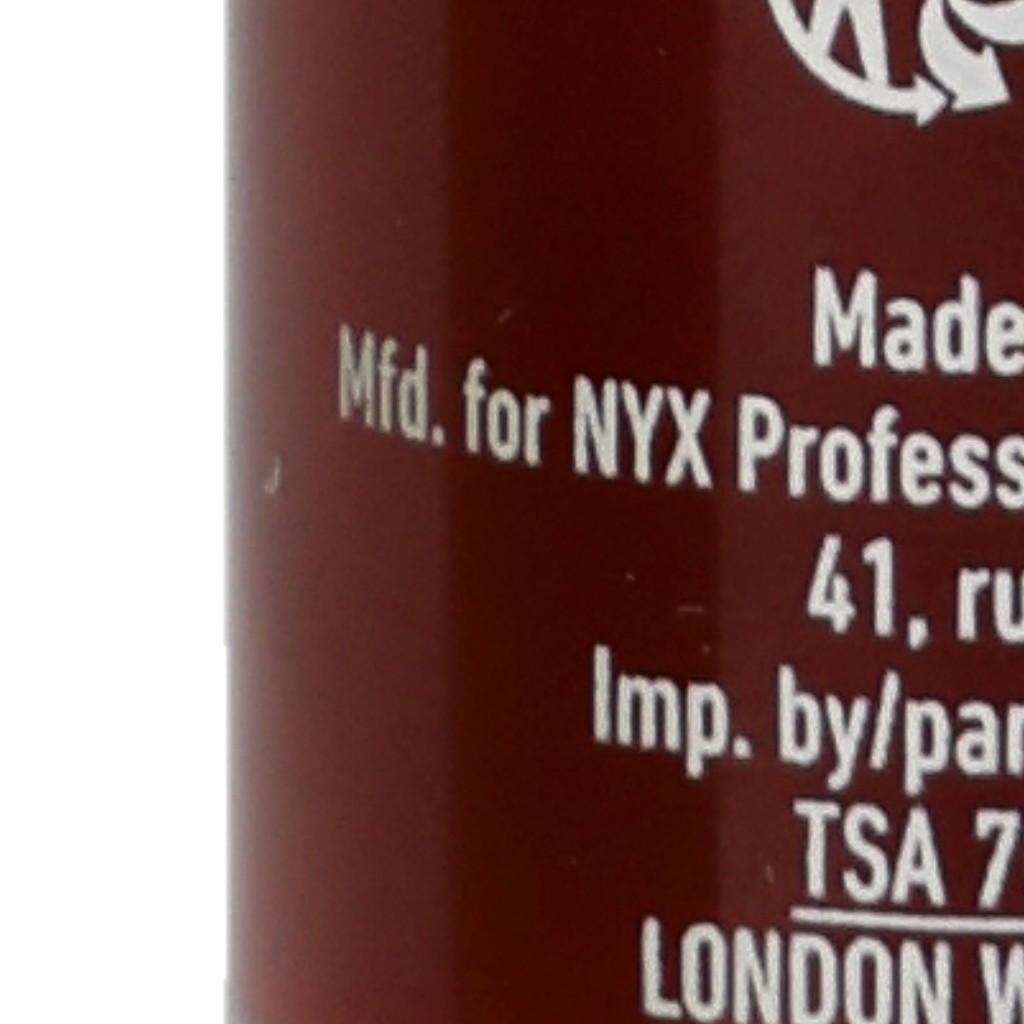 Made
Mfd. for NYX Profess
41, ru
Imp. by/par
TSA 7
LONDON W